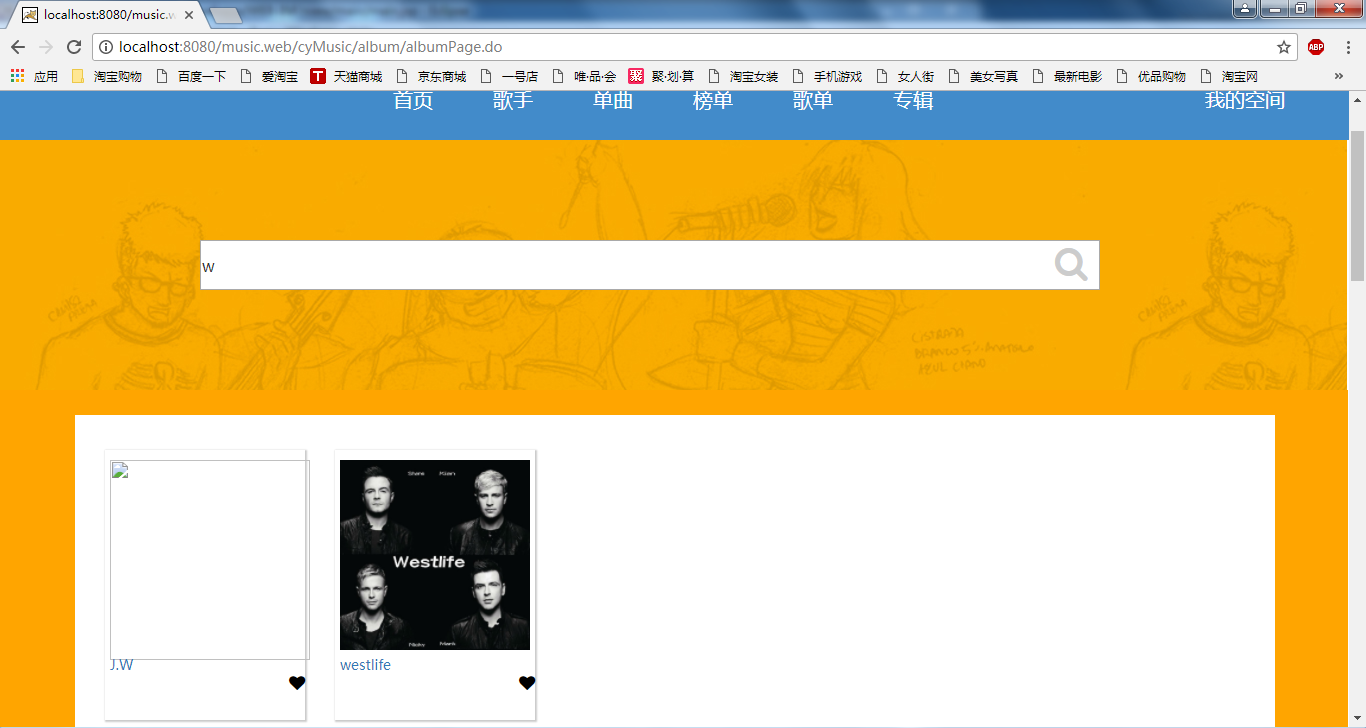 localhost:8080/music.w
localhost:8080/music.web/cyMusic/album/albumPage.do
ABP
应用 淘宝购物 百度一下 爱淘宝 T 天猫商城 京东商城 一号店 唯·品·会 聚 聚·划·算 淘宝女装 手机游戏 女人街 美女写真 最新电影 优品购物 淘宝网 »
首页 歌手 单曲 榜单 歌单 专辑 我的空间
w
Shane
Westlife
J.W
westlife